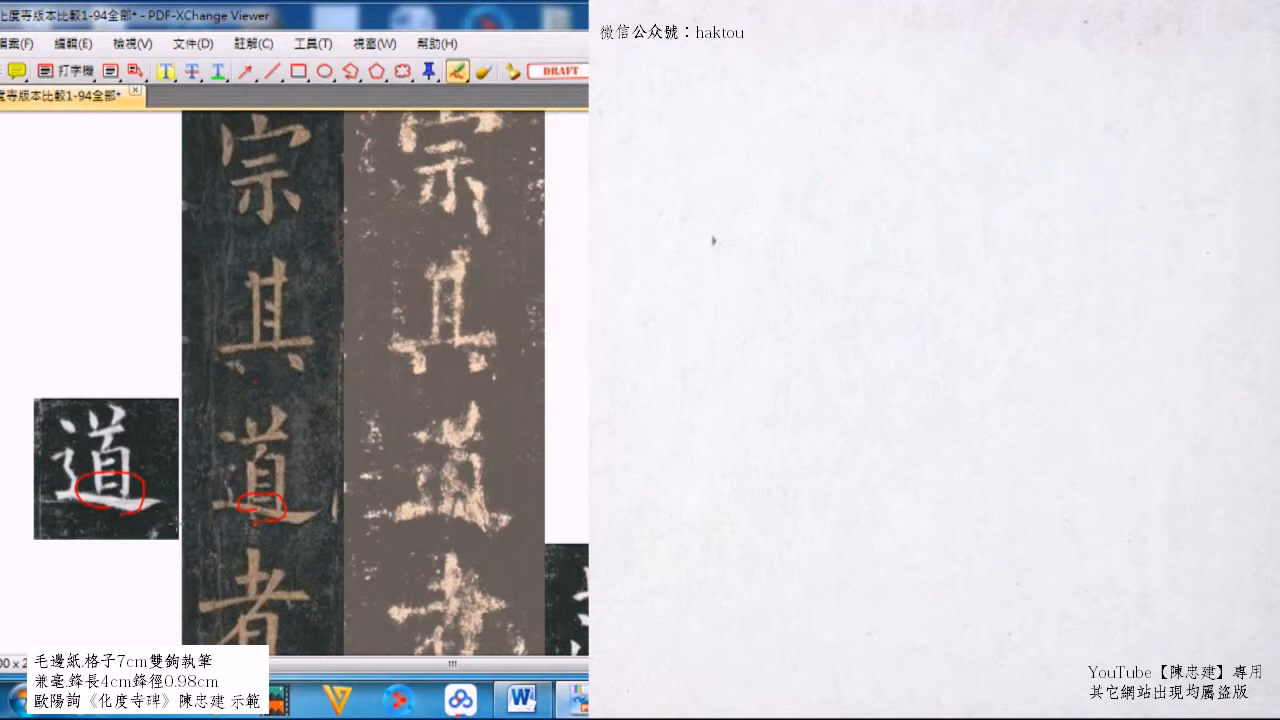 化度寺版本比較1-94全部* - PDF-XChange Viewer
檔案(F) 編輯(E) 檢視(V) 文件(D) 註解(C) 工具(T) 視窗(W) 幫助(H)
打字機 T T T DRAFT
度寺版本比較1-94全部*
微信公众號：haktou
宗 宗
其 其
道 道 道
者 者
毛邊紙.格子7cm雙鉤執筆
兼毫.鋒長4cm鋒徑0.98cm
歐陽詢《化度寺碑》陳忠建 示範
W
YouTube【陳忠建】專用
其它網站出現均屬盜用